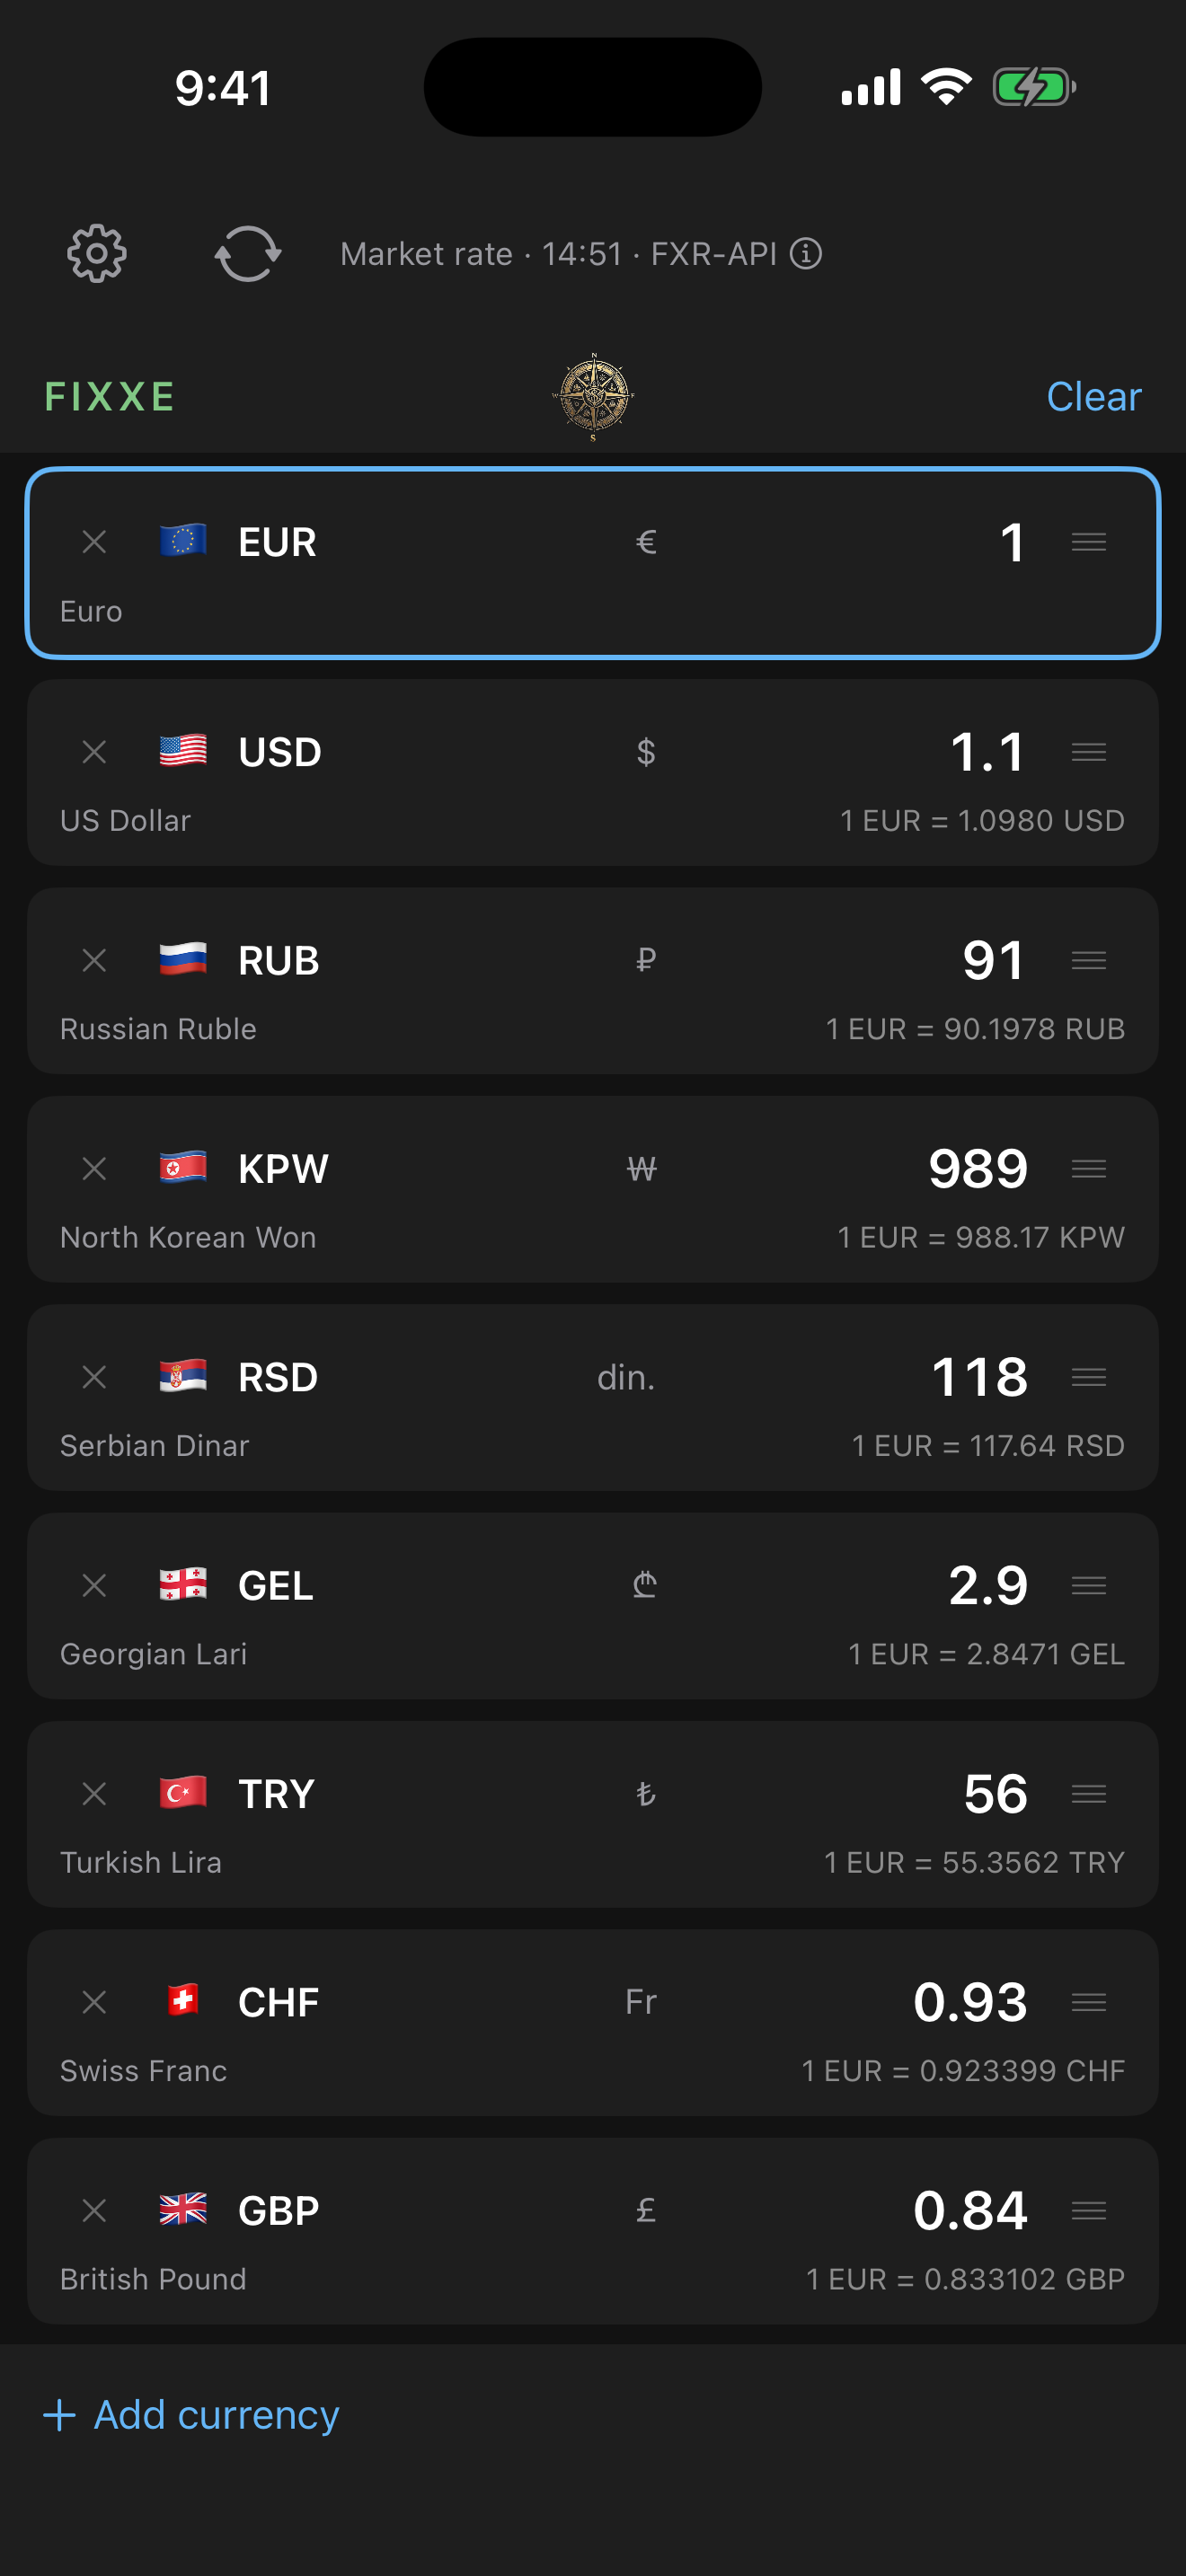 9:41
Market rate · 14:51 · FXR-API
FIXXE
N
W
E
S
Clear
EUR € 1
Euro
USD $ 1.1
US Dollar 1 EUR = 1.0980 USD
RUB ₽ 91
Russian Ruble 1 EUR = 90.1978 RUB
KPW ₩ 989
North Korean Won 1 EUR = 988.17 KPW
RSD din. 118
Serbian Dinar 1 EUR = 117.64 RSD
GEL ₾ 2.9
Georgian Lari 1 EUR = 2.8471 GEL
TRY ₺ 56
Turkish Lira 1 EUR = 55.3562 TRY
CHF Fr 0.93
Swiss Franc 1 EUR = 0.923399 CHF
GBP £ 0.84
British Pound 1 EUR = 0.833102 GBP
+ Add currency